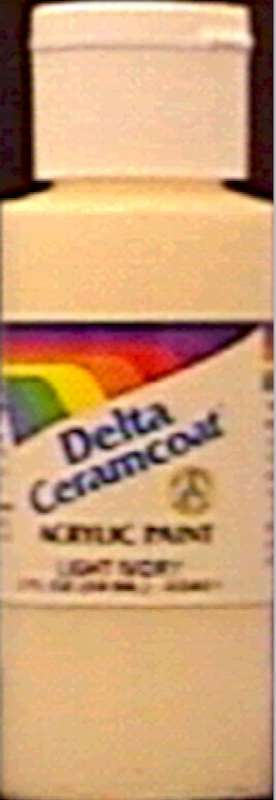 Delta
Ceramcoat
ACRYLIC PAINT
LIGHT IVORY